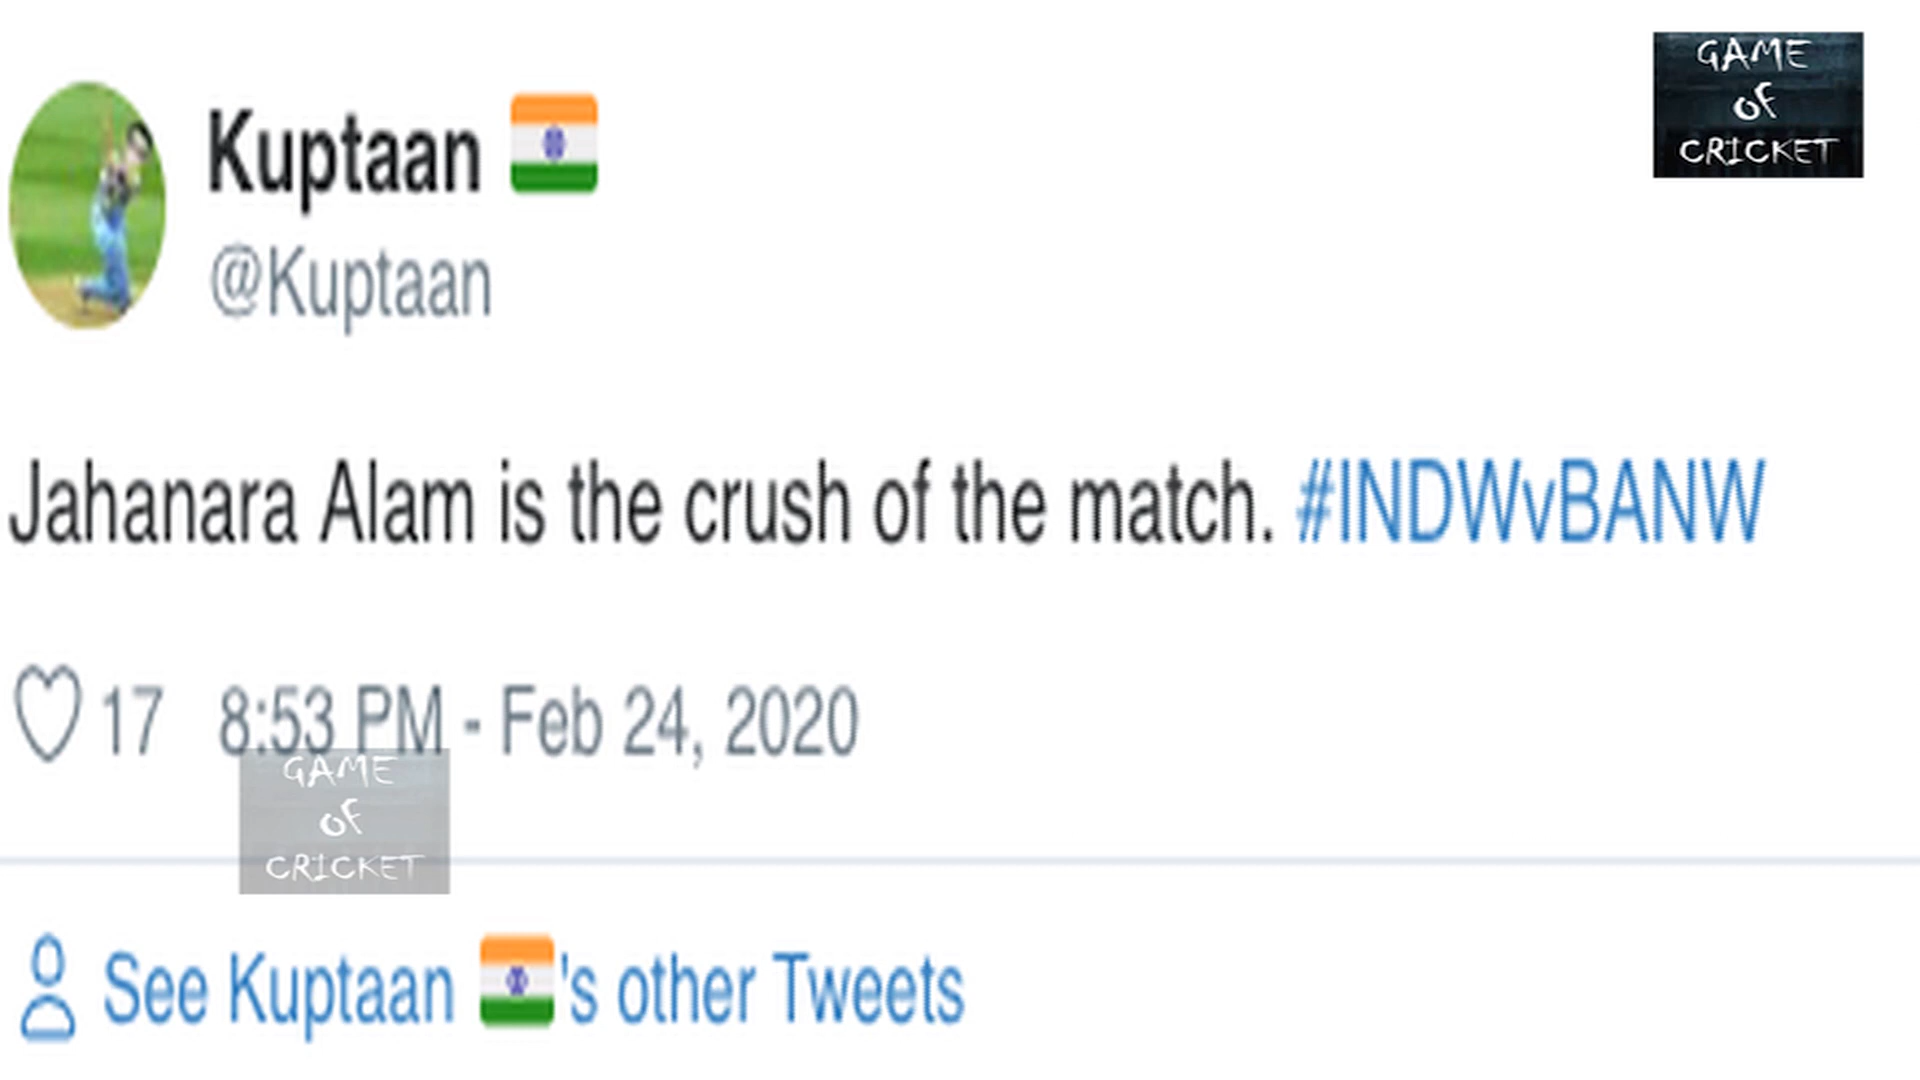 GAME
OF
CRICKET
Kuptaan 🇮🇳
@Kuptaan
Jahanara Alam is the crush of the match. #INDWvBANW
17 8:53 PM - Feb 24, 2020
GAME
OF
CRICKET
See Kuptaan 🇮🇳's other Tweets